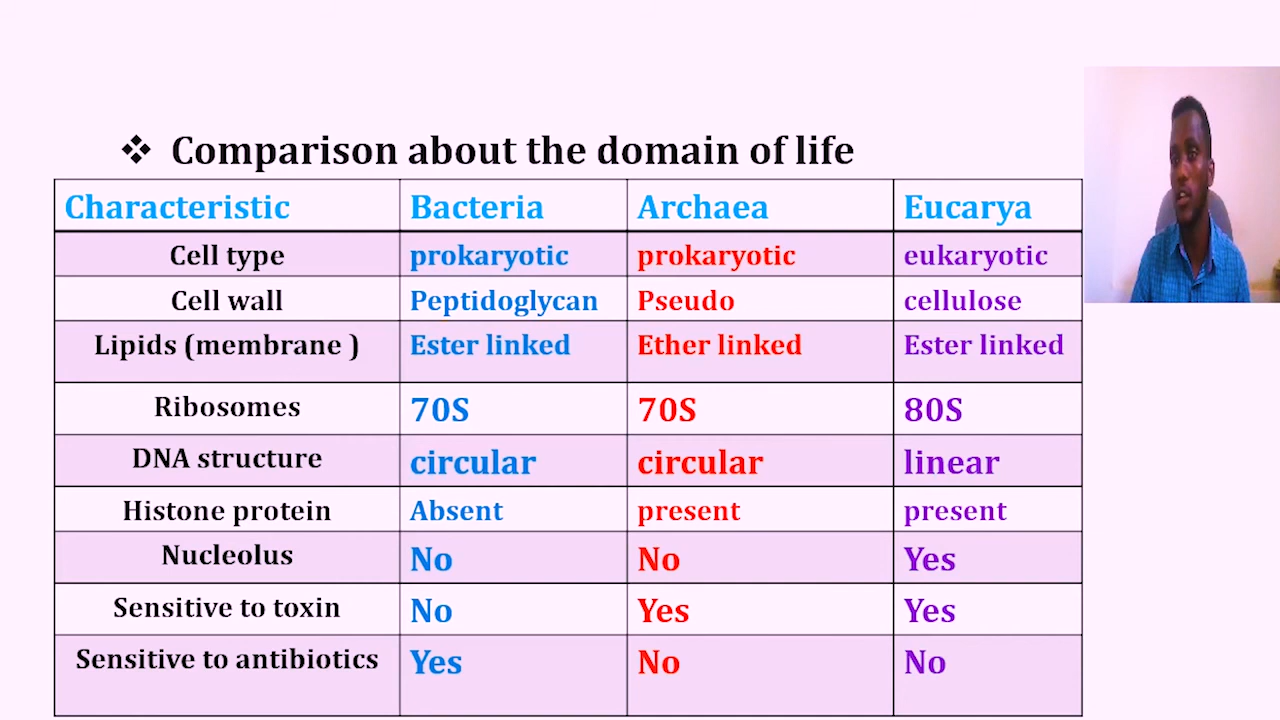 ❖ Comparison about the domain of life
Characteristic Bacteria Archaea Eucarya
Cell type prokaryotic prokaryotic eukaryotic
Cell wall Peptidoglycan Pseudo cellulose
Lipids (membrane ) Ester linked Ether linked Ester linked
Ribosomes 70S 70S 80S
DNA structure circular circular linear
Histone protein Absent present present
Nucleolus No No Yes
Sensitive to toxin No Yes Yes
Sensitive to antibiotics Yes No No